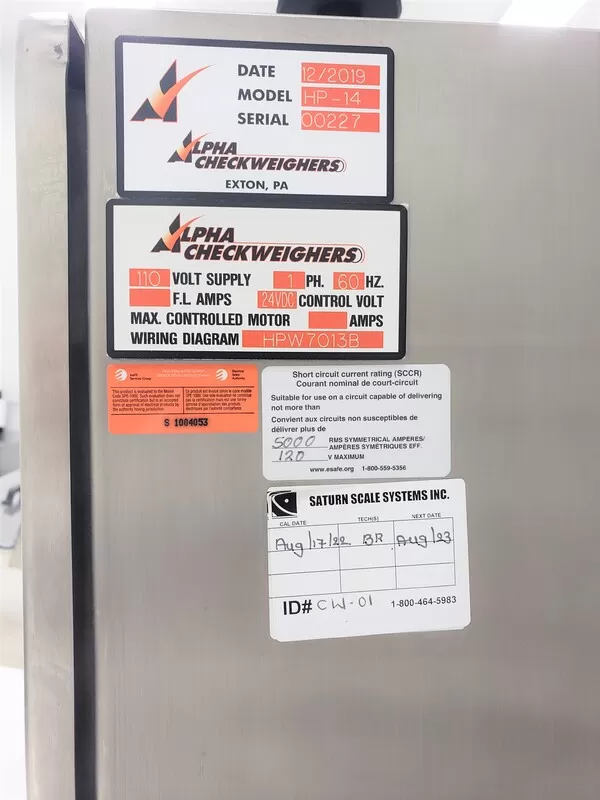 DATE 12/2019
MODEL HP-14
SERIAL 00227
ALPHA
CHECKWEIGHERS
EXTON, PA
ALPHA
CHECKWEIGHERS
110 VOLT SUPPLY 1 PH. 60 HZ.
F.L. AMPS 24VDC CONTROL VOLT
MAX. CONTROLLED MOTOR AMPS
WIRING DIAGRAM HPW7013B
S 1004053
Short circuit current rating (SCCR)
Courant nominal de court-circuit
Suitable for use on a circuit capable of delivering
not more than
Convient aux circuits non susceptibles de
délivrer plus de
5000 RMS SYMMETRICAL AMPERES/
AMPÈRES SYMÉTRIQUES EFF.
120 V MAXIMUM
www.esafe.org 1-800-559-5356
SATURN SCALE SYSTEMS INC.
CAL DATE TECH(S) NEXT DATE
Aug/17/22 BR Aug/23
ID# CW-01 1-800-464-5983